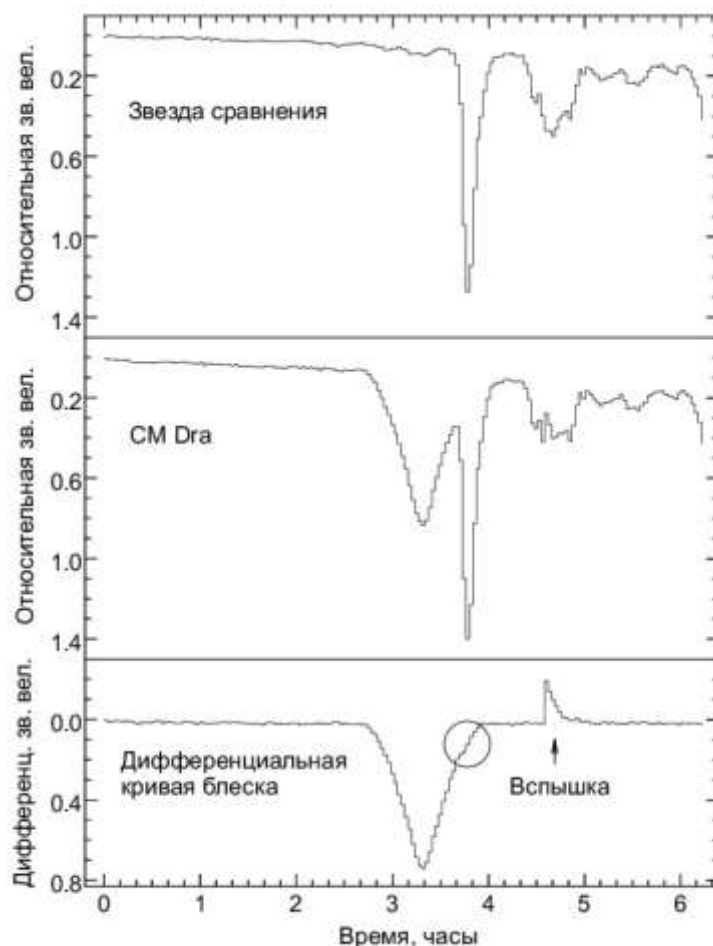 Относительная зв. вел.
0.2
0.6
1.0
1.4
Звезда сравнения
Относительная зв. вел.
0.2
0.6
1.0
1.4
CM Dra
Дифференц. зв. вел.
0.0
0.4
0.8
Дифференциальная
кривая блеска
Вспышка
0 1 2 3 4 5 6
Время, часы